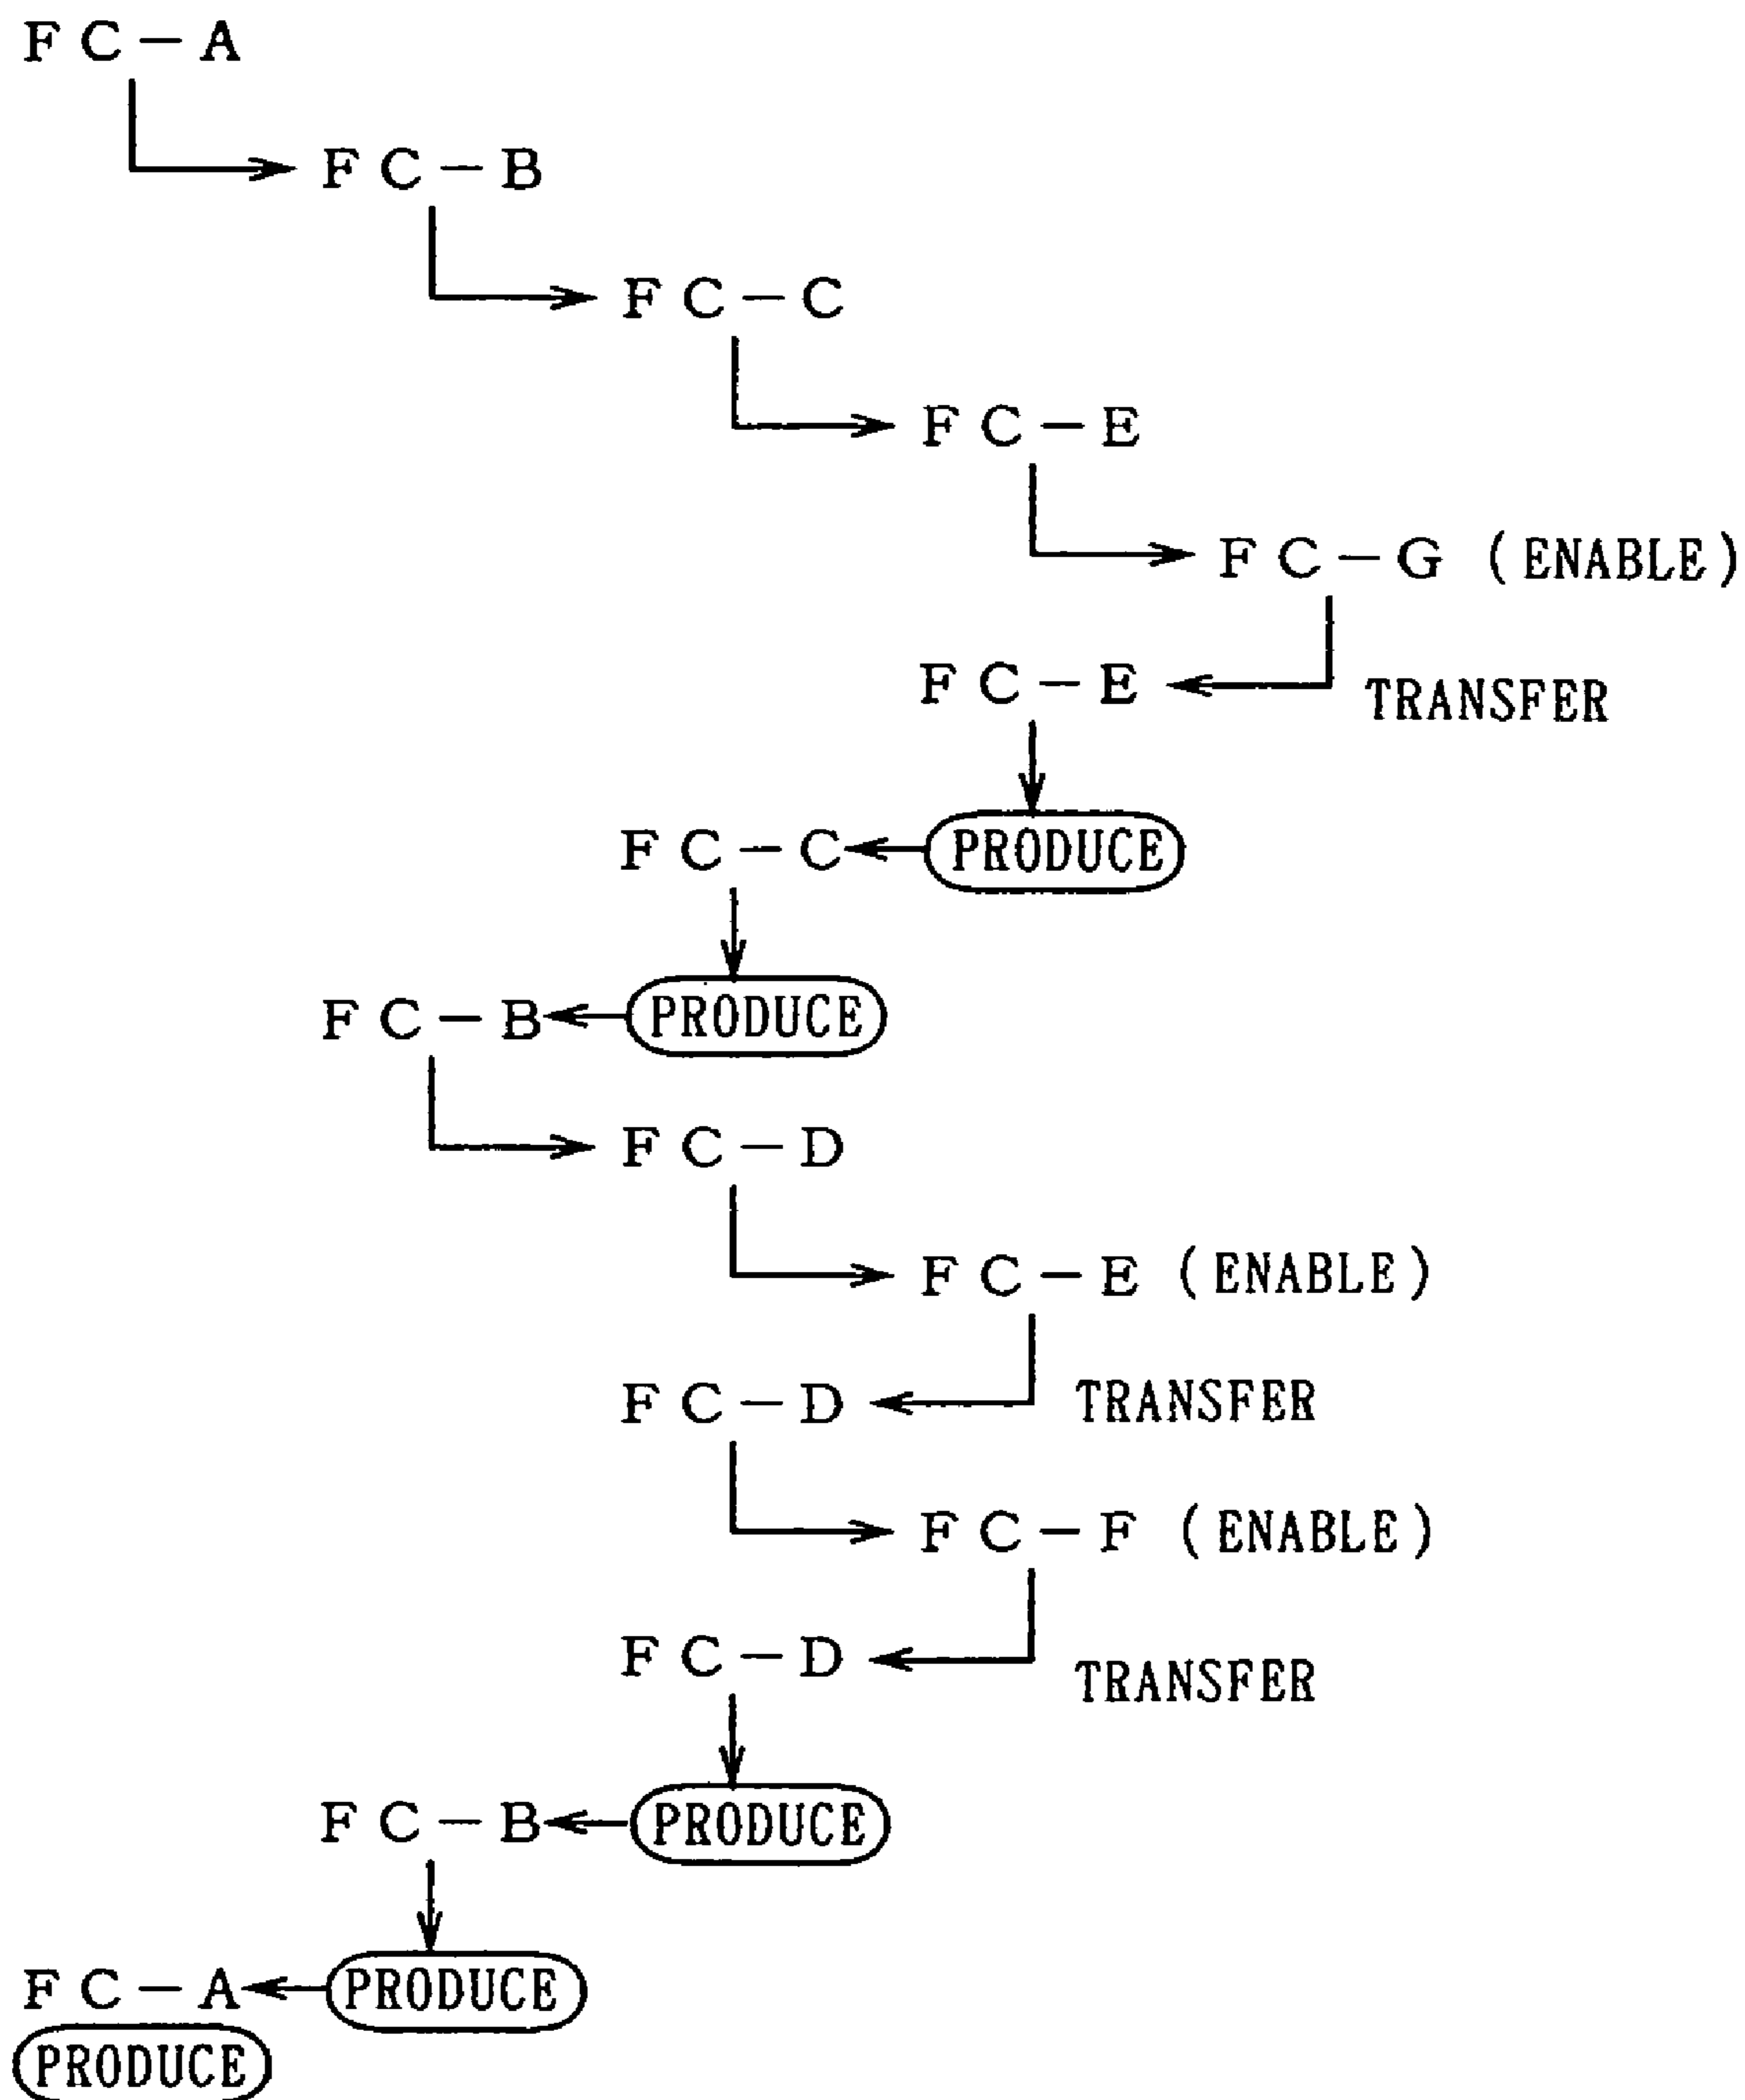 FC-A
FC-B
FC-C
FC-E
FC-G (ENABLE)
FC-E TRANSFER
FC-C PRODUCE
FC-B PRODUCE
FC-D
FC-E (ENABLE)
FC-D TRANSFER
FC-F (ENABLE)
FC-D TRANSFER
FC-B PRODUCE
FC-A PRODUCE
PRODUCE